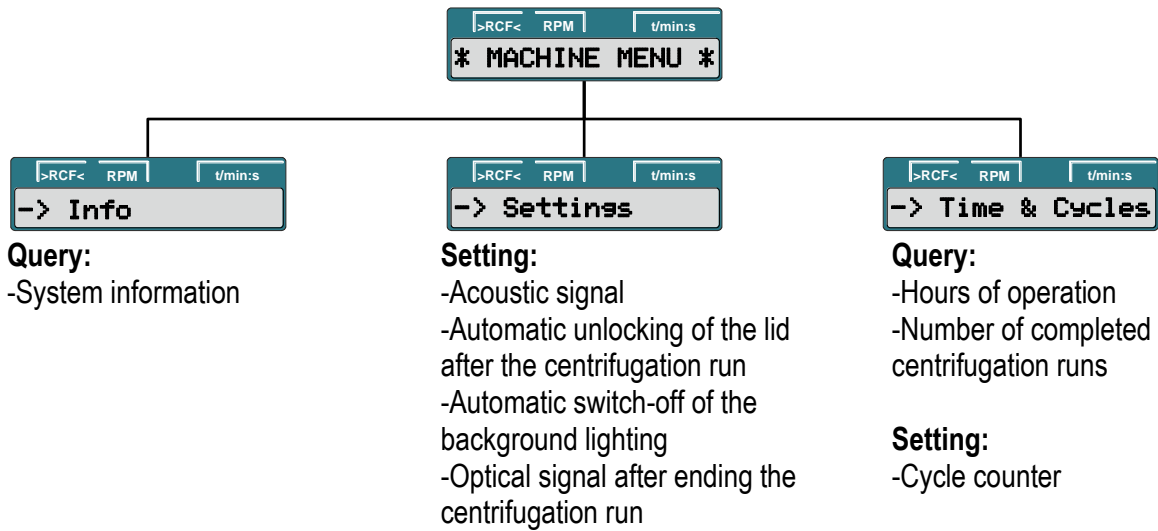 >RCF< RPM t/min:s
* MACHINE MENU *
>RCF< RPM t/min:s
-> Info
Query:
-System information
>RCF< RPM t/min:s
-> Settings
Setting:
-Acoustic signal
-Automatic unlocking of the lid
after the centrifugation run
-Automatic switch-off of the
background lighting
-Optical signal after ending the
centrifugation run
>RCF< RPM t/min:s
-> Time & Cycles
Query:
-Hours of operation
-Number of completed
centrifugation runs
Setting:
-Cycle counter